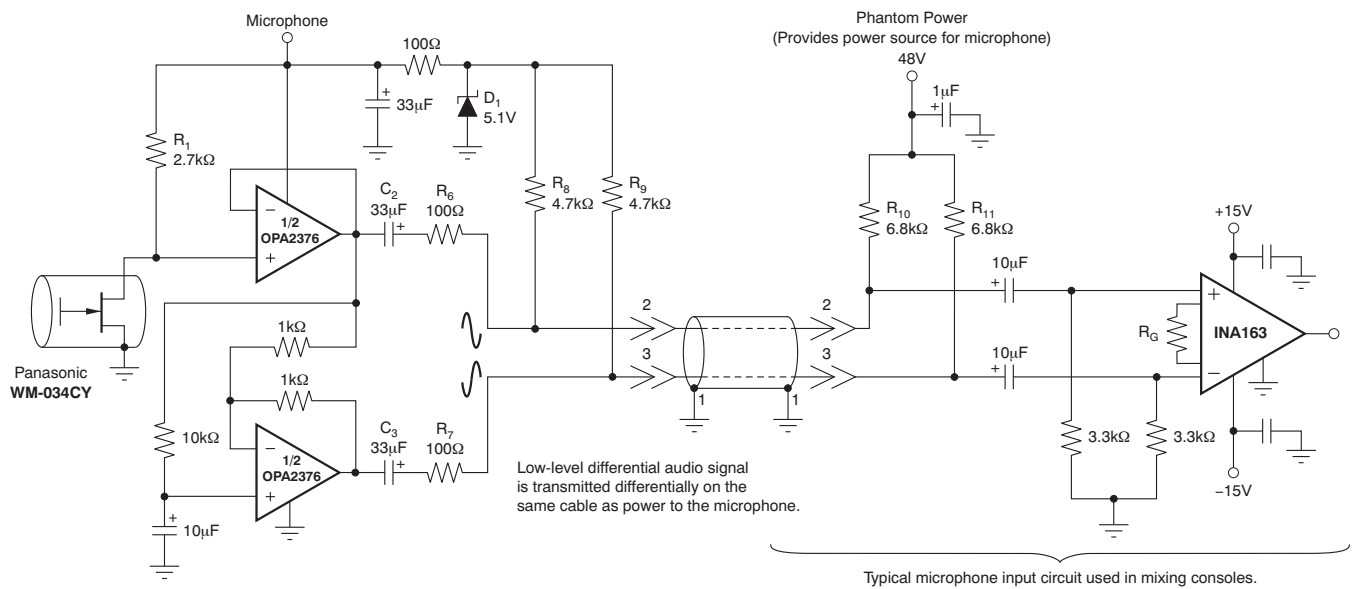 Microphone
100Ω
+
33μF
D1
5.1V
R1
2.7kΩ
−
1/2
OPA2376
+
C2
33μF
+
R6
100Ω
R8
4.7kΩ
R9
4.7kΩ
Panasonic
WM-034CY
1kΩ
1kΩ
10kΩ
−
1/2
OPA2376
+
+
10μF
C3
33μF
+
R7
100Ω
2
3
1
2
3
Low-level differential audio signal
is transmitted differentially on the
same cable as power to the microphone.
Phantom Power
(Provides power source for microphone)
48V
1μF
+
R10
6.8kΩ
R11
6.8kΩ
10μF
+
10μF
+
3.3kΩ
3.3kΩ
+15V
+
RG
INA163
−
−15V
Typical microphone input circuit used in mixing consoles.